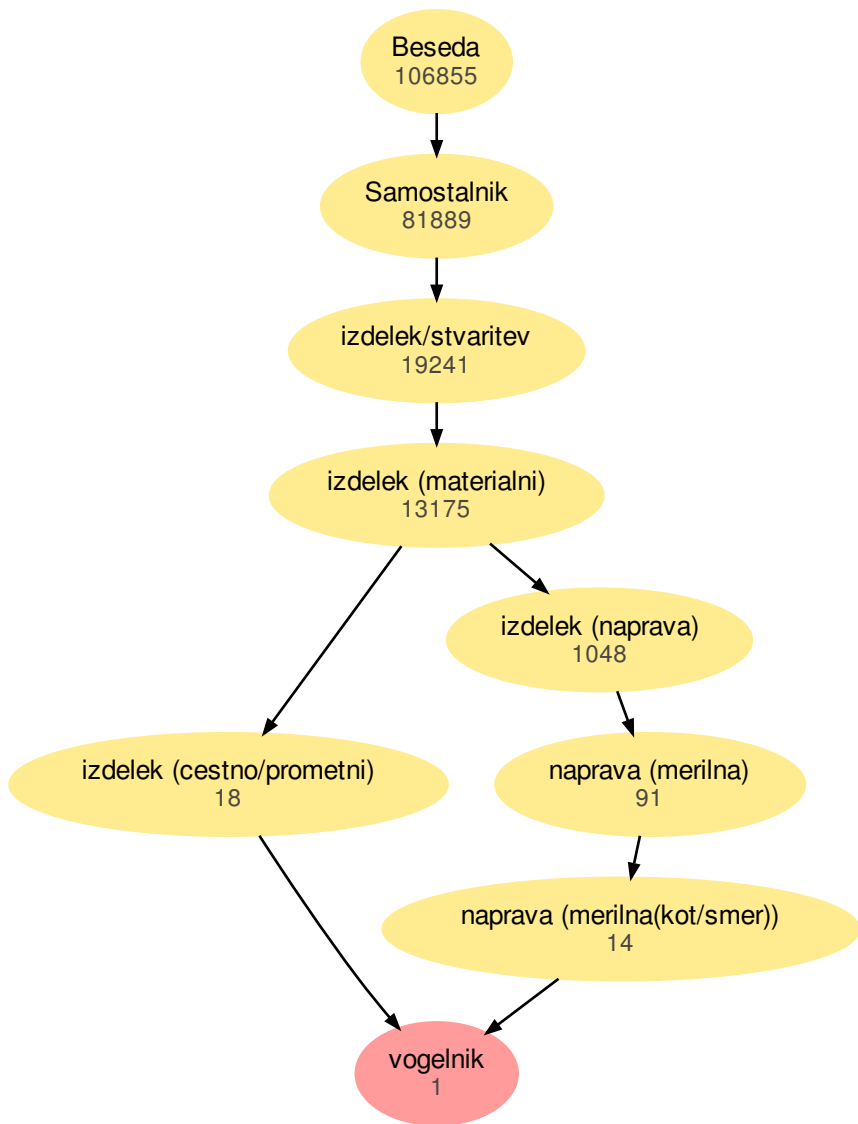 Beseda
106855
Samostalnik
81889
izdelek/stvaritev
19241
izdelek (materialni)
13175
izdelek (naprava)
1048
izdelek (cestno/prometni)
18
naprava (merilna)
91
naprava (merilna(kot/smer))
14
vogelnik
1